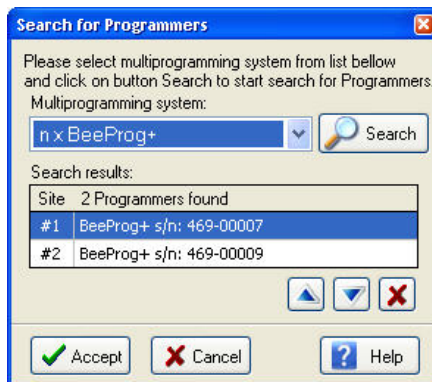 Search for Programmers
Please select multiprogramming system from list bellow
and click on button Search to start search for Programmers
Multiprogramming system:
n x BeeProg+
Search
Search results:
Site 2 Programmers found
#1 BeeProg+ s/n: 469-00007
#2 BeeProg+ s/n: 469-00009
Accept Cancel ? Help